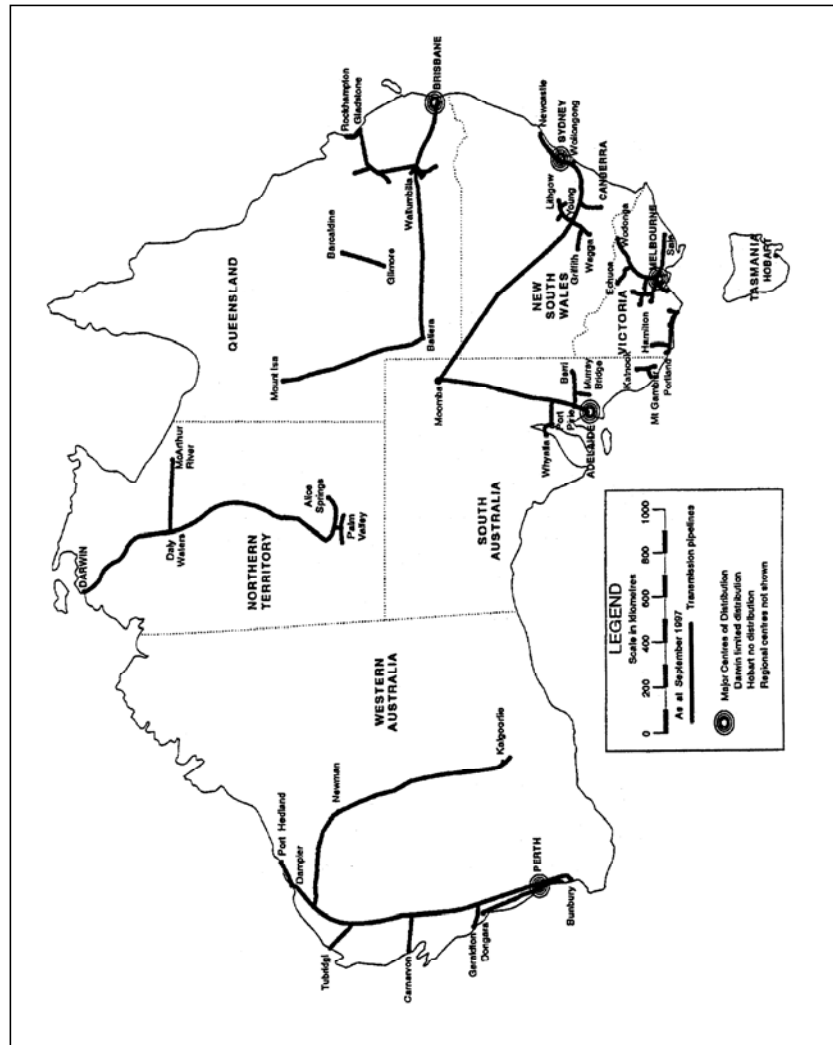 DARWIN
Daly
Waters
McArthur
River
NORTHERN
TERRITORY
Alice
Springs
Palm
Valley
WESTERN
AUSTRALIA
Port Hedland
Dampier
Newman
Kalgoorlie
Tubridgi
Carnarvon
Geraldton
Dongara
PERTH
Bunbury
SOUTH
AUSTRALIA
Moomba
Whyalla
Port
Pirie
Berri
Murray
Bridge
ADELAIDE
QUEENSLAND
Mount Isa
Ballera
Barcaldine
Gilmore
Rockhampton
Gladstone
Wallumbilla
BRISBANE
NEW
SOUTH
WALES
Newcastle
SYDNEY
Wollongong
Lithgow
Young
CANBERRA
Griffith
Wagga
VICTORIA
Wodonga
Echuca
MELBOURNE
Sale
Hamilton
Katnook
Mt Gambier
Portland
TASMANIA
HOBART
LEGEND
Scale in kilometres
0 200 400 600 800 1000
As at September 1997
Transmission pipelines
Major Centres of Distribution
Darwin limited distribution
Hobart no distribution
Regional centres not shown